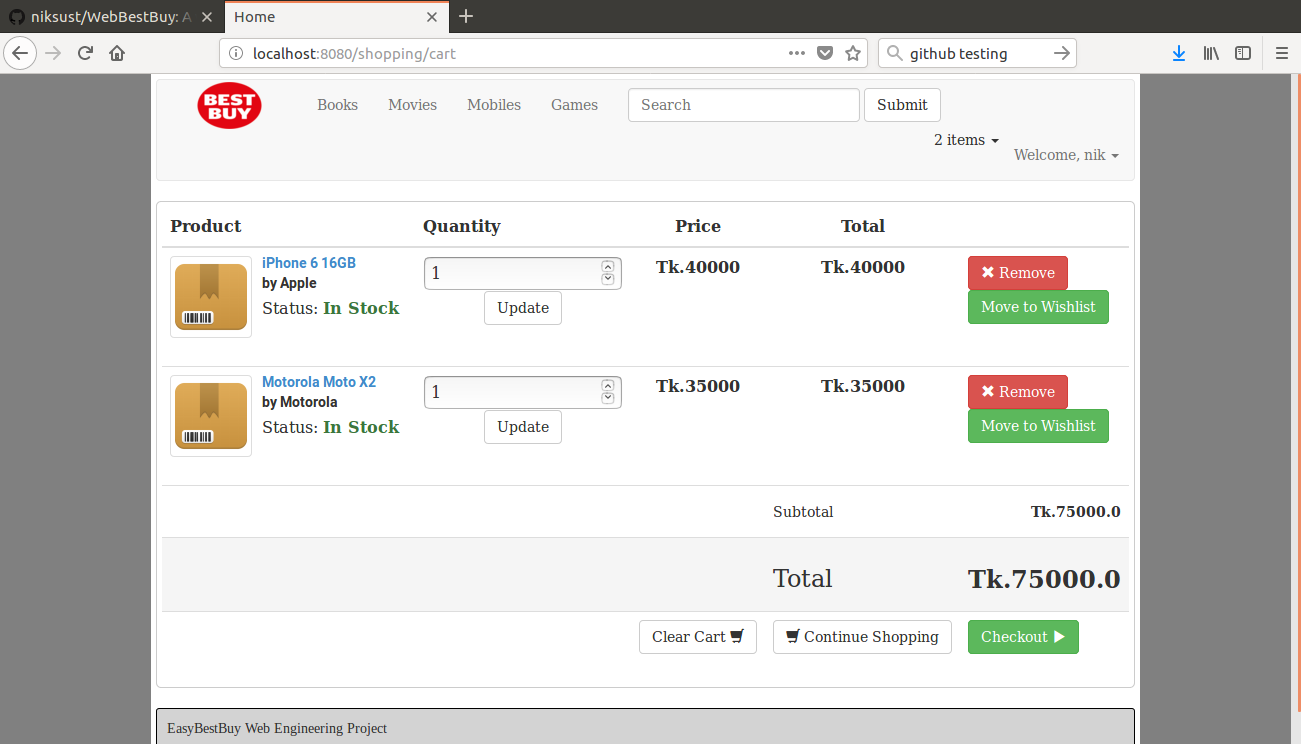 niksust/WebBestBuy: A
Home
localhost:8080/shopping/cart
github testing
BEST BUY
Books Movies Mobiles Games Search Submit
2 items
Welcome, nik
Product Quantity Price Total
iPhone 6 16GB
by Apple
Status: In Stock
1
Update
Tk.40000
Tk.40000
Remove
Move to Wishlist
Motorola Moto X2
by Motorola
Status: In Stock
1
Update
Tk.35000
Tk.35000
Remove
Move to Wishlist
Subtotal Tk.75000.0
Total Tk.75000.0
Clear Cart Continue Shopping Checkout
EasyBestBuy Web Engineering Project